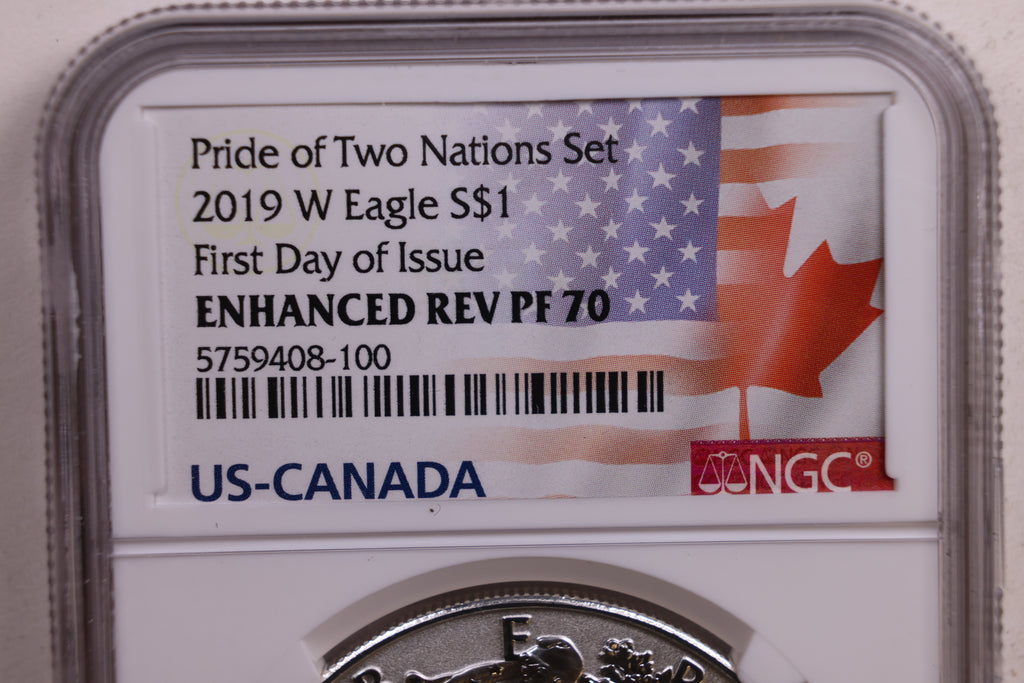 Pride of Two Nations Set
2019 W Eagle S$1
First Day of Issue
ENHANCED REV PF 70
5759408-100
US-CANADA
NGC®
E